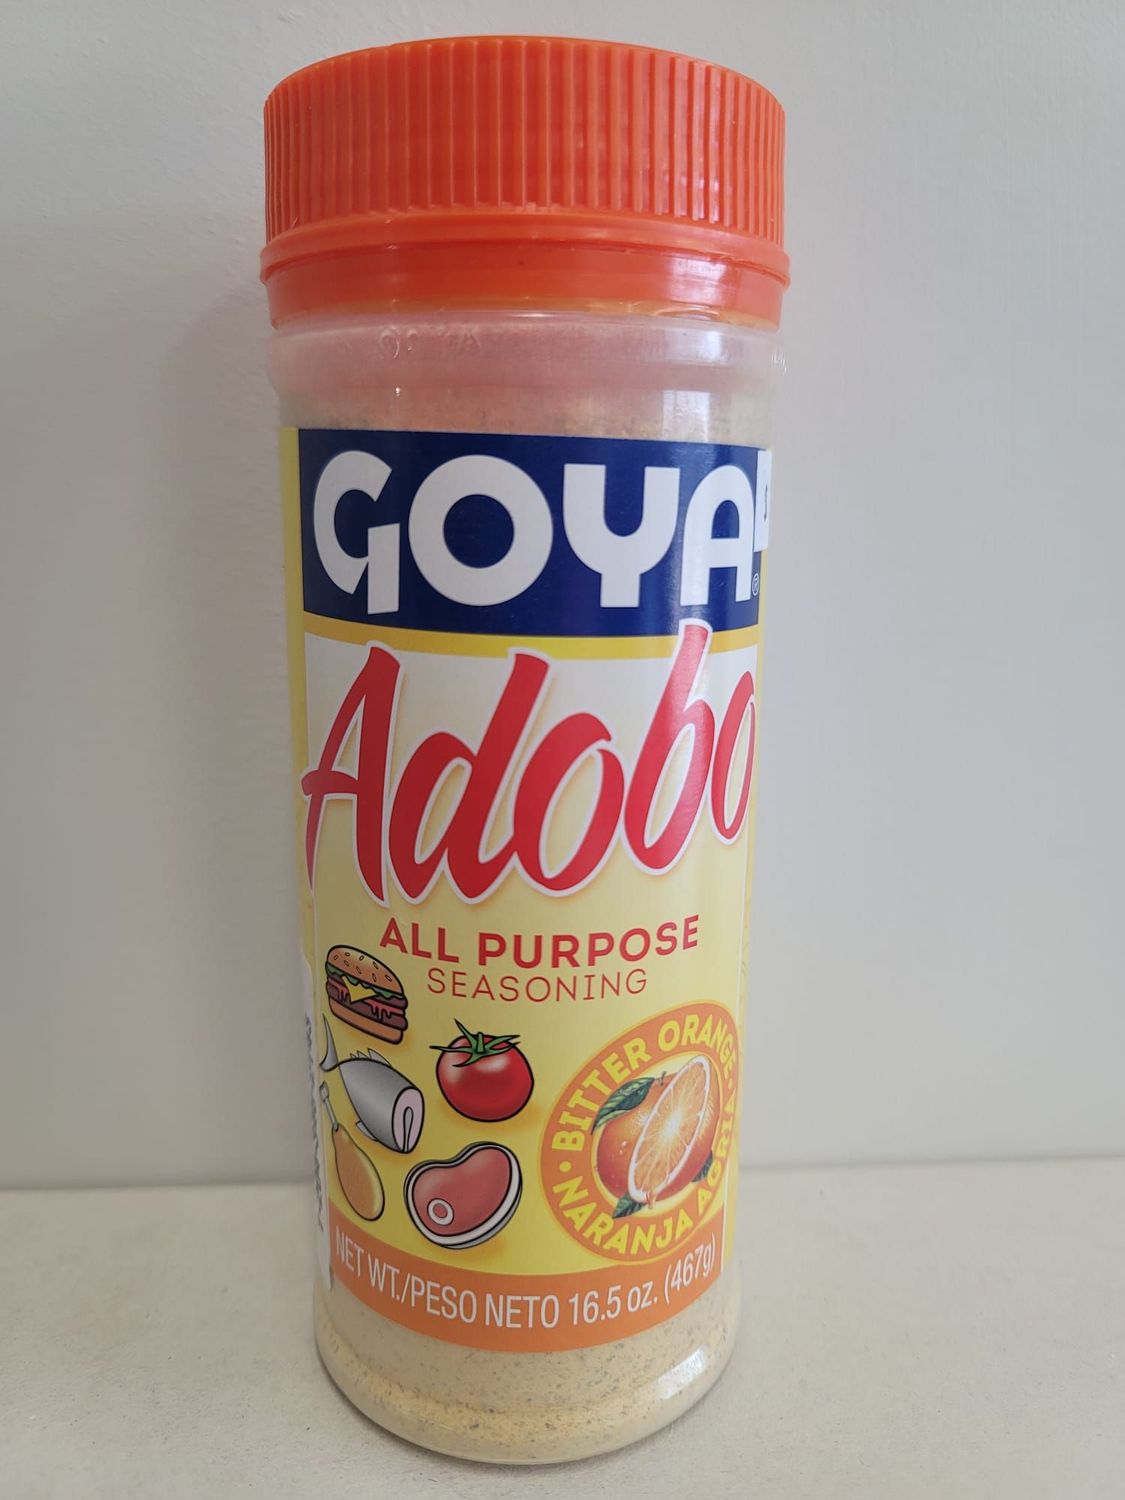 GOYA®
Adobo
ALL PURPOSE
SEASONING
BITTER ORANGE
NARANJA AGRIA
NET WT./PESO NETO 16.5 oz. (467g)